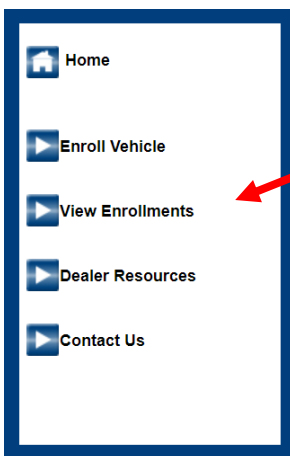 Home
Enroll Vehicle
View Enrollments
Dealer Resources
Contact Us